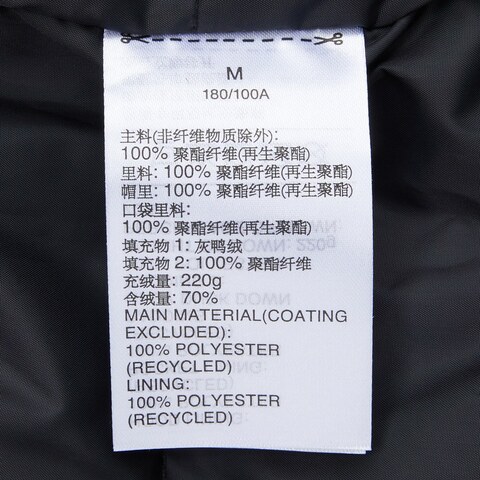 M
180/100A
主料(非纤维物质除外):
100% 聚酯纤维(再生聚酯)
里料: 100% 聚酯纤维(再生聚酯)
帽里: 100% 聚酯纤维(再生聚酯)
口袋里料:
100% 聚酯纤维(再生聚酯)
填充物 1: 灰鸭绒
填充物 2: 100% 聚酯纤维
充绒量: 220g
含绒量: 70%
MAIN MATERIAL(COATING
EXCLUDED):
100% POLYESTER
(RECYCLED)
LINING:
100% POLYESTER
(RECYCLED)